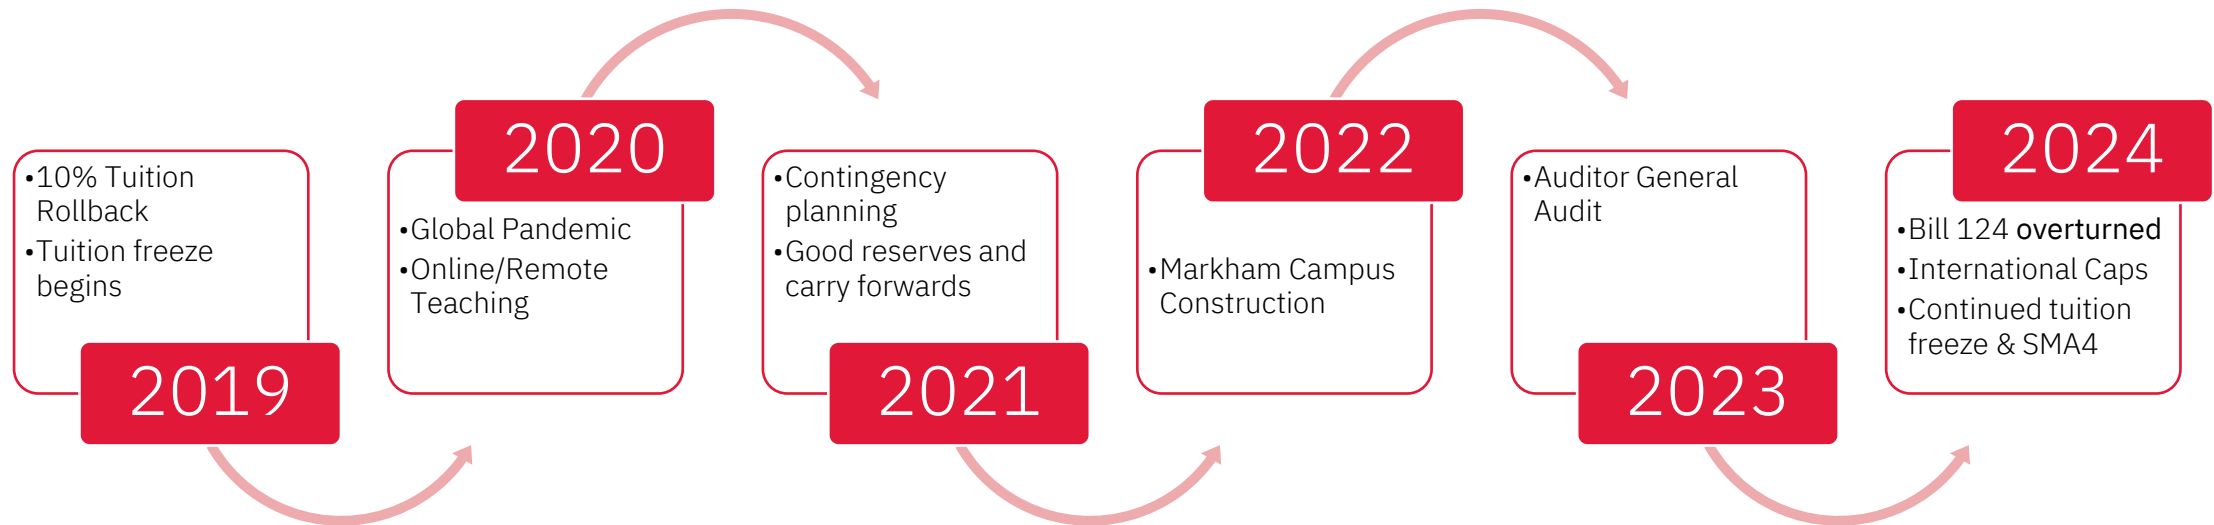 •10% Tuition
Rollback
•Tuition freeze
begins
2019
2020
•Global Pandemic
•Online/Remote
Teaching
•Contingency
planning
•Good reserves and
carry forwards
2021
2022
•Markham Campus
Construction
•Auditor General
Audit
2023
2024
•Bill 124 overturned
•International Caps
•Continued tuition
freeze & SMA4